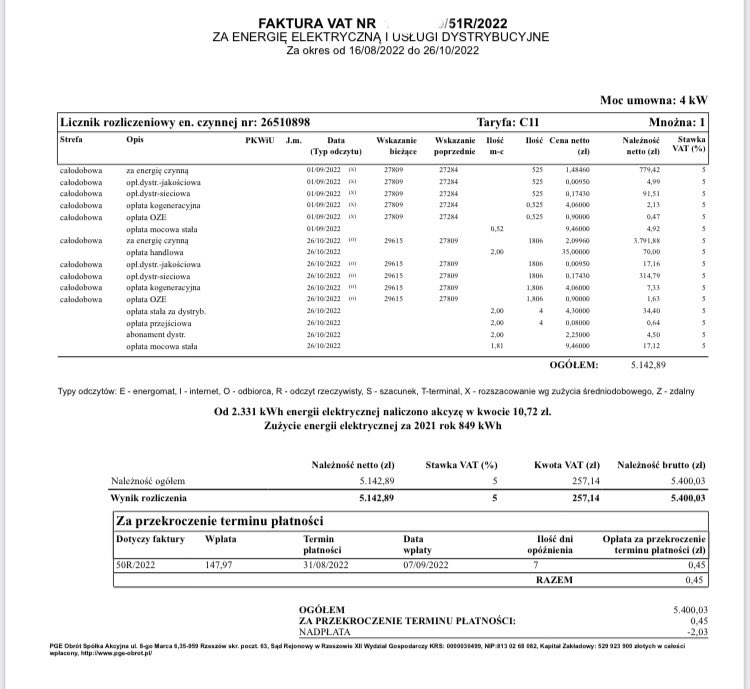 FAKTURA VAT NR /51R/2022
ZA ENERGIĘ ELEKTRYCZNĄ I USŁUGI DYSTRYBUCYJNE
Za okres od 16/08/2022 do 26/10/2022
Moc umowna: 4 kW
Licznik rozliczeniowy en. czynnej nr: 26510898 Taryfa: C11 Mnożna: 1
Strefa Opis PKWiU J.m. Data Wskazanie Wskazanie Ilość Ilość Cena netto Należność Stawka
(Typ odczytu) bieżące poprzednie m-c (zł) netto (zł) VAT (%)
całodobowa za energię czynną 01/09/2022 (X) 27809 27284 525 1,48460 779,42 5
całodobowa opł.dystr.-jakościowa 01/09/2022 (X) 27809 27284 525 0,00950 4,99 5
całodobowa opł.dystr-sieciowa 01/09/2022 (X) 27809 27284 525 0,17430 91,51 5
całodobowa opłata kogeneracyjna 01/09/2022 (X) 27809 27284 0,525 4,06000 2,13 5
całodobowa opłata OZE 01/09/2022 (X) 27809 27284 0,525 0,90000 0,47 5
opłata mocowa stała 01/09/2022 0,52 9,46000 4,92 5
całodobowa za energię czynną 26/10/2022 (O) 29615 27809 1806 2,09960 3.791,88 5
opłata handlowa 26/10/2022 2,00 35,00000 70,00 5
całodobowa opł.dystr.-jakościowa 26/10/2022 (O) 29615 27809 1806 0,00950 17,16 5
całodobowa opł.dystr-sieciowa 26/10/2022 (O) 29615 27809 1806 0,17430 314,79 5
całodobowa opłata kogeneracyjna 26/10/2022 (O) 29615 27809 1,806 4,06000 7,33 5
całodobowa opłata OZE 26/10/2022 (O) 29615 27809 1,806 0,90000 1,63 5
opłata stała za dystryb. 26/10/2022 2,00 4 4,30000 34,40 5
opłata przejściowa 26/10/2022 2,00 4 0,08000 0,64 5
abonament dystr. 26/10/2022 2,00 2,25000 4,50 5
opłata mocowa stała 26/10/2022 1,81 9,46000 17,12 5
OGÓŁEM: 5.142,89
Typy odczytów: E - energomat, I - internet, O - odbiorca, R - odczyt rzeczywisty, S - szacunek, T-terminal, X - rozszacowanie wg zużycia średniodobowego, Z - zdalny
Od 2.331 kWh energii elektrycznej naliczono akcyzę w kwocie 10,72 zł.
Zużycie energii elektrycznej za 2021 rok 849 kWh
Należność netto (zł) Stawka VAT (%) Kwota VAT (zł) Należność brutto (zł)
Należność ogółem 5.142,89 5 257,14 5.400,03
Wynik rozliczenia 5.142,89 5 257,14 5.400,03
Za przekroczenie terminu płatności
Dotyczy faktury Wpłata Termin Data Ilość dni Opłata za przekroczenie
płatności wpłaty opóźnienia terminu płatności (zł)
50R/2022 147,97 31/08/2022 07/09/2022 7 0,45
RAZEM 0,45
OGÓŁEM 5.400,03
ZA PRZEKROCZENIE TERMINU PŁATNOŚCI: 0,45
NADPŁATA -2,03
PGE Obrót Spółka Akcyjna ul. 8-go Marca 6,35-959 Rzeszów skr. poczt. 63, Sąd Rejonowy w Rzeszowie XII Wydział Gospodarczy KRS: 0000030499, NIP:813 02 68 082, Kapitał Zakładowy: 529 923 900 złotych w całości
wpłacony, http://www.pge-obrot.pl/